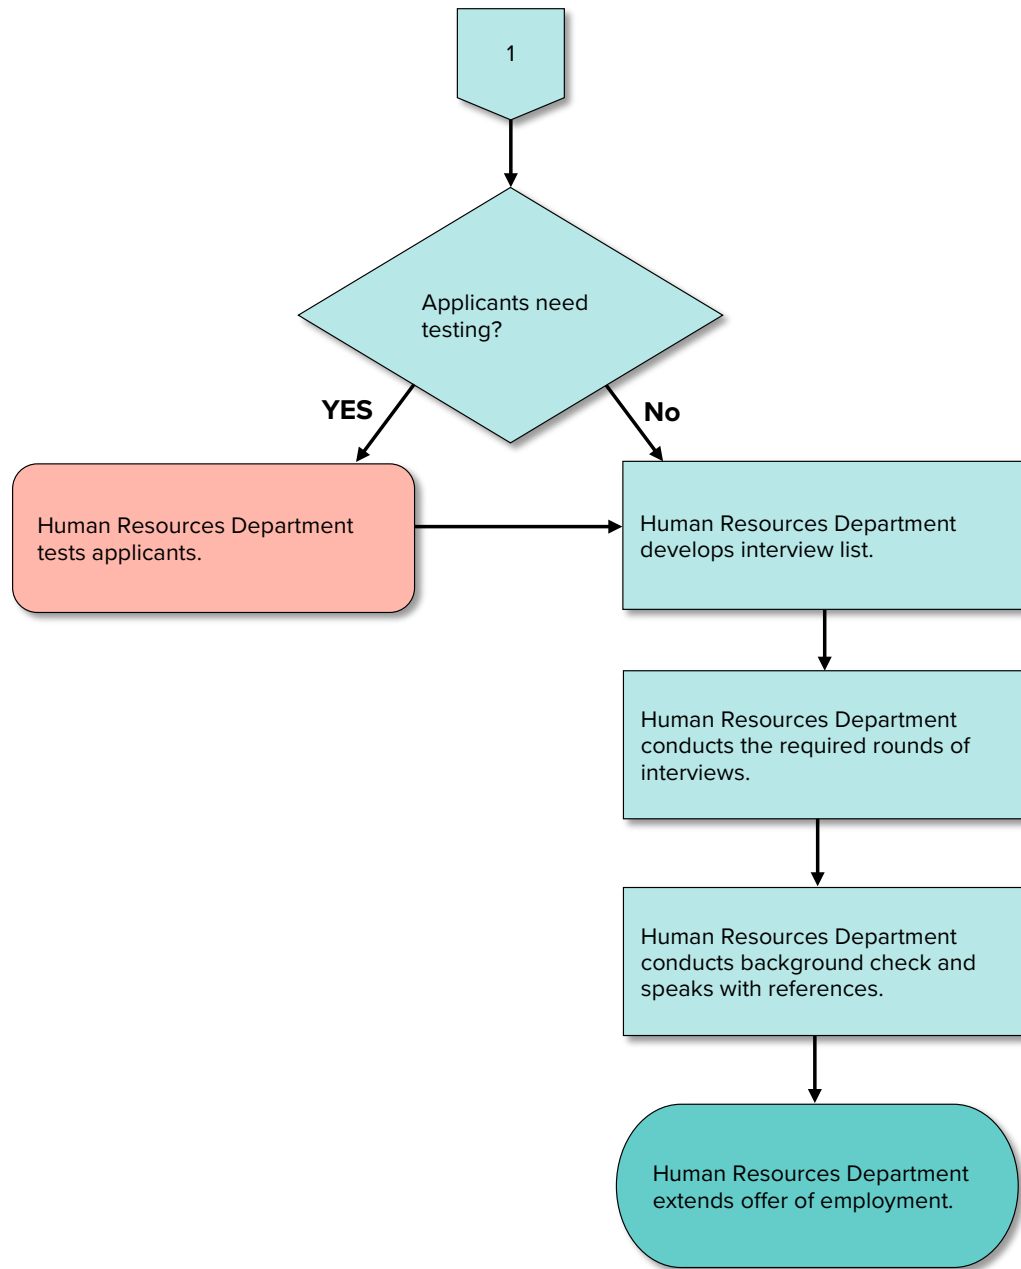 1
Applicants need
testing?
YES
No
Human Resources Department
tests applicants.
Human Resources Department
develops interview list.
Human Resources Department
conducts the required rounds of
interviews.
Human Resources Department
conducts background check and
speaks with references.
Human Resources Department
extends offer of employment.